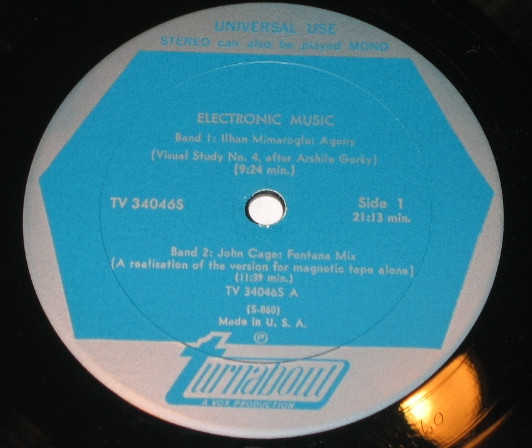 UNIVERSAL USE
STEREO can also be played MONO
ELECTRONIC MUSIC
Band 1: Ilhan Mimaroglu: Agony
(Visual Study No. 4, after Arshile Gorky)
(9:24 min.)
TV 34046S
Side 1
21:13 min.
Band 2: John Cage: Fontana Mix
(A realization of the version for magnetic tape alone)
(11:39 min.)
TV 34046S A
(S-860)
Made in U. S. A.
℗
turnabout
A VOX PRODUCTION